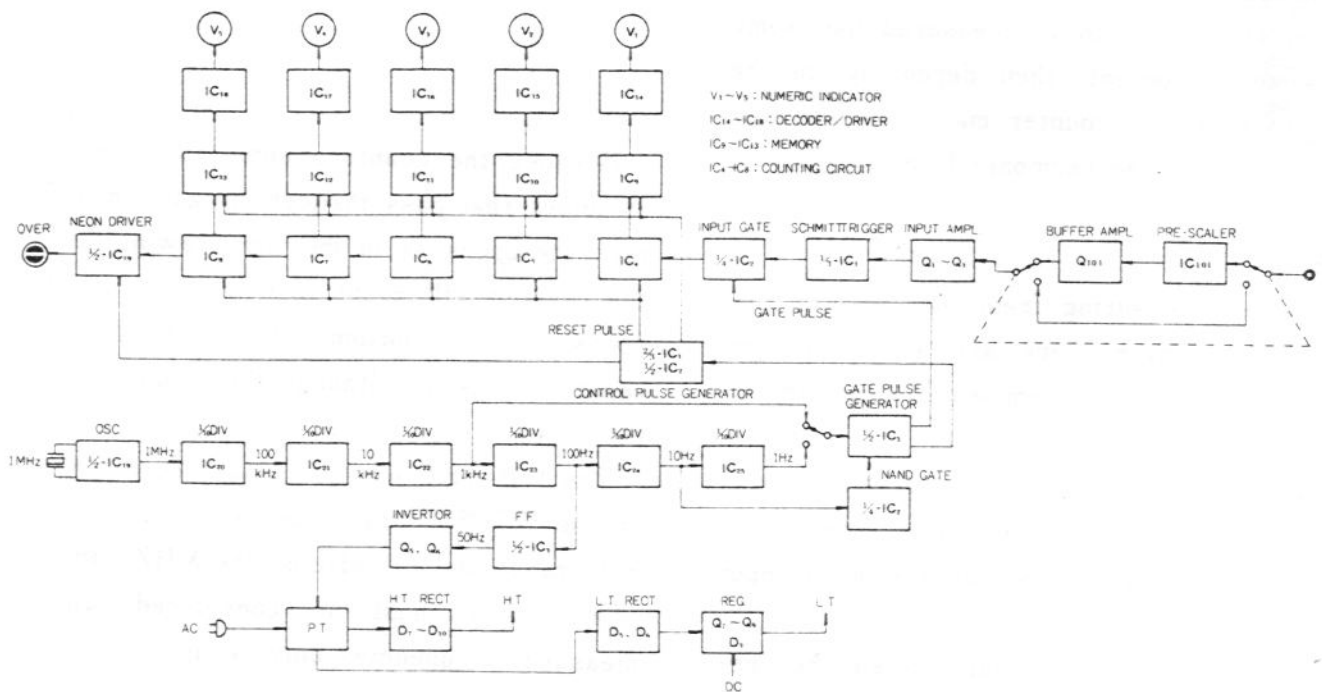 V₅ V₄ V₃ V₂ V₁
IC₁₈ IC₁₇ IC₁₆ IC₁₅ IC₁₄
V₁~V₅ : NUMERIC INDICATOR
IC₁₄~IC₁₈ : DECODER/DRIVER
IC₉~IC₁₃ : MEMORY
IC₄~IC₈ : COUNTING CIRCUIT
IC₁₃ IC₁₂ IC₁₁ IC₁₀ IC₉
OVER
NEON DRIVER
½-IC₁₉
IC₈ IC₇ IC₆ IC₅ IC₄
INPUT GATE
¼-IC₂
SCHMITTTRIGGER
IC₁
INPUT AMPL
Q₁~Q₃
BUFFER AMPL
Q₁₀₁
PRE-SCALER
IC₁₀₁
RESET PULSE
GATE PULSE
IC₁
½-IC₂
CONTROL PULSE GENERATOR
GATE PULSE
GENERATOR
½-IC₃
1MHz
OSC
½-IC₁₉
1MHz
⅒DIV
IC₂₀
100
kHz
⅒DIV
IC₂₁
10
kHz
⅒DIV
IC₂₂
1kHz
⅒DIV
IC₂₃
100Hz
⅒DIV
IC₂₄
10Hz
⅒DIV
IC₂₅
1Hz
NAND GATE
¼-IC₂
INVERTOR
Q₅, Q₆
50Hz
F.F.
½-IC₃
AC
P.T
H.T RECT
D₇~D₁₀
H.T
L.T RECT
D₅, D₆
REG.
Q₇~Q₉
D₃
L.T
DC